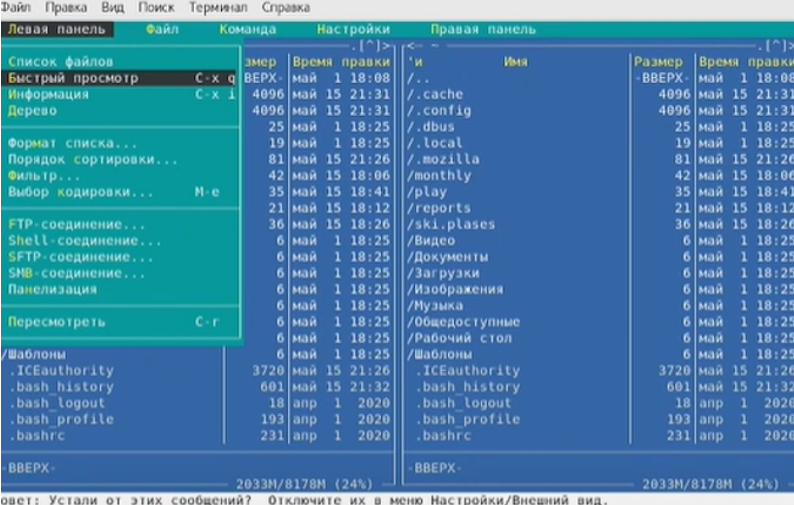 Файл Правка Вид Поиск Терминал Справка
Левая панель Файл Команда Настройки Правая панель
.[^]> <— ~ .[^]>
Список файлов змер Время правки 'и Имя Размер Время правки
Быстрый просмотр C-x q ВЕРХ- май 1 18:08 /.. -ВВЕРХ- май 1 18:08
Информация C-x i 4096 май 15 21:31 /.cache 4096 май 15 21:31
Дерево 4096 май 15 21:31 /.config 4096 май 15 21:31
25 май 1 18:25 /.dbus 25 май 1 18:25
Формат списка... 19 май 1 18:25 /.local 19 май 1 18:25
Порядок сортировки... 81 май 15 21:26 /.mozilla 81 май 15 21:26
Фильтр... 42 май 15 18:06 /monthly 42 май 15 18:06
Выбор кодировки... M-e 35 май 15 18:41 /play 35 май 15 18:41
21 май 15 18:12 /reports 21 май 15 18:12
FTP-соединение... 36 май 15 18:26 /ski.plases 36 май 15 18:26
Shell-соединение... 6 май 1 18:25 /Видео 6 май 1 18:25
SFTP-соединение... 6 май 1 18:25 /Документы 6 май 1 18:25
SMB-соединение... 6 май 1 18:25 /Загрузки 6 май 1 18:25
Панелизация 6 май 1 18:25 /Изображения 6 май 1 18:25
6 май 1 18:25 /Музыка 6 май 1 18:25
Пересмотреть C-r 6 май 1 18:25 /Общедоступные 6 май 1 18:25
6 май 1 18:25 /Рабочий стол 6 май 1 18:25
/Шаблоны 6 май 1 18:25 /Шаблоны 6 май 1 18:25
.ICEauthority 3720 май 15 21:26 .ICEauthority 3720 май 15 21:26
.bash_history 601 май 15 21:32 .bash_history 601 май 15 21:32
.bash_logout 18 апр 1 2020 .bash_logout 18 апр 1 2020
.bash_profile 193 апр 1 2020 .bash_profile 193 апр 1 2020
.bashrc 231 апр 1 2020 .bashrc 231 апр 1 2020
-ВВЕРХ- -ВВЕРХ-
2033M/8178M (24%) 2033M/8178M (24%)
овет: Устали от этих сообщений? Отключите их в меню Настройки/Внешний вид.